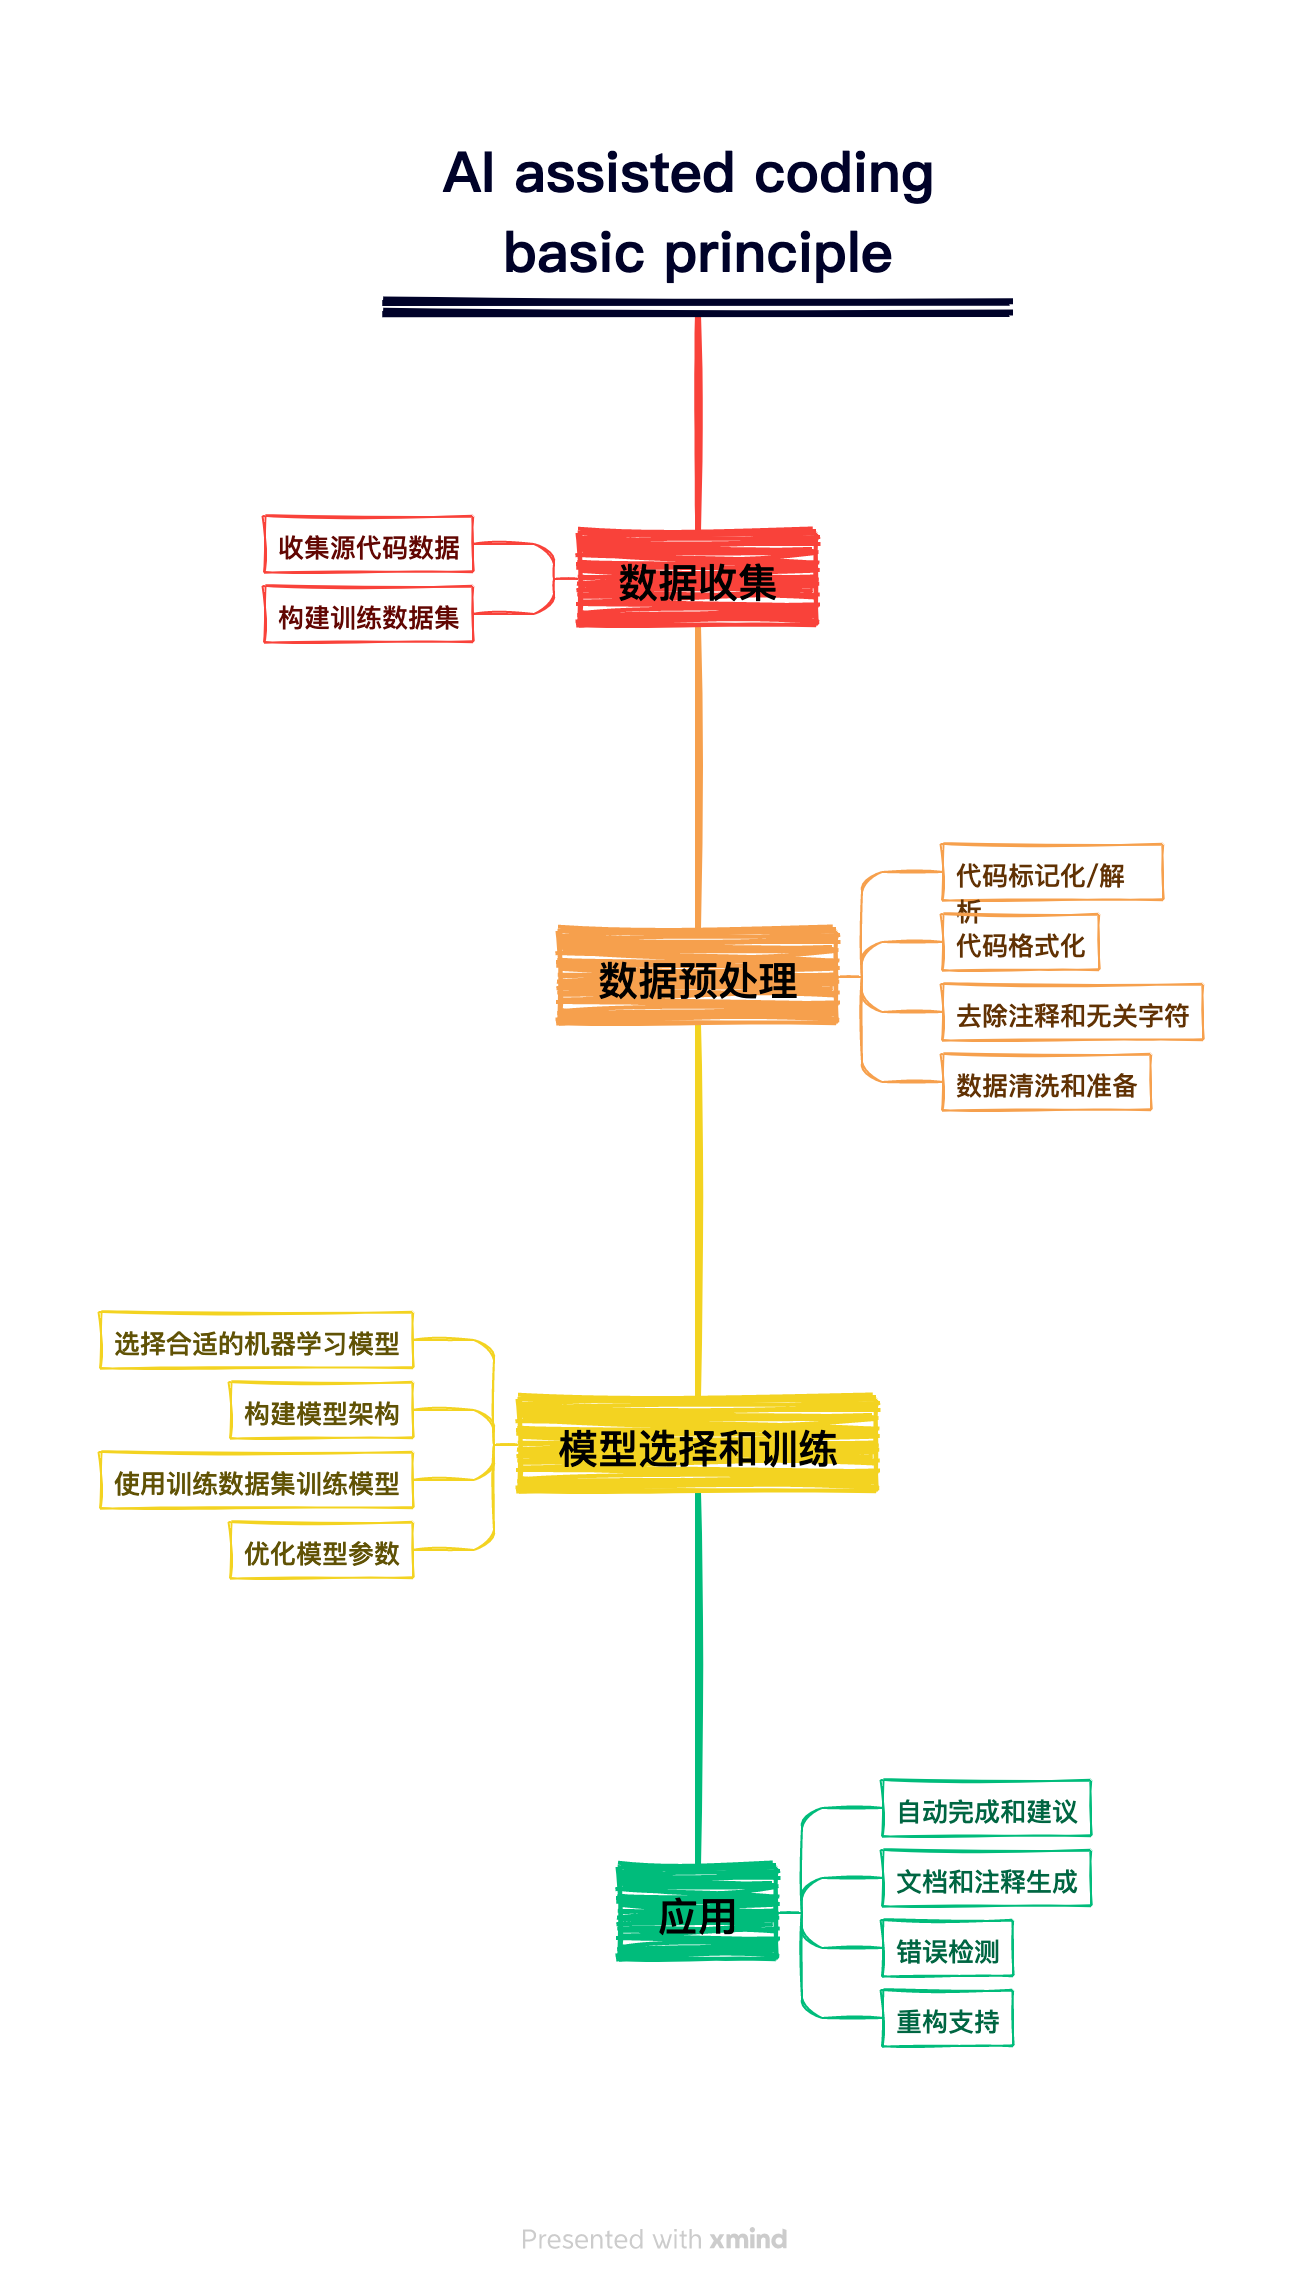 AI assisted coding
basic principle
收集源代码数据
构建训练数据集
数据收集
代码标记化/解
析
代码格式化
去除注释和无关字符
数据清洗和准备
数据预处理
选择合适的机器学习模型
构建模型架构
使用训练数据集训练模型
优化模型参数
模型选择和训练
自动完成和建议
文档和注释生成
错误检测
重构支持
应用
Presented with xmind